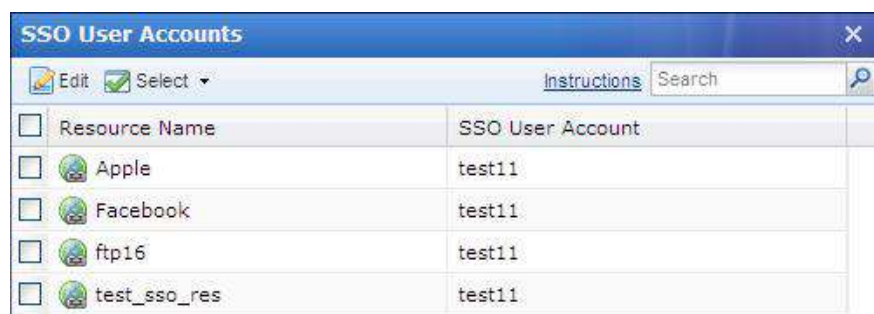 SSO User Accounts
Edit Select Instructions Search
Resource Name SSO User Account
Apple test11
Facebook test11
ftp16 test11
test_sso_res test11